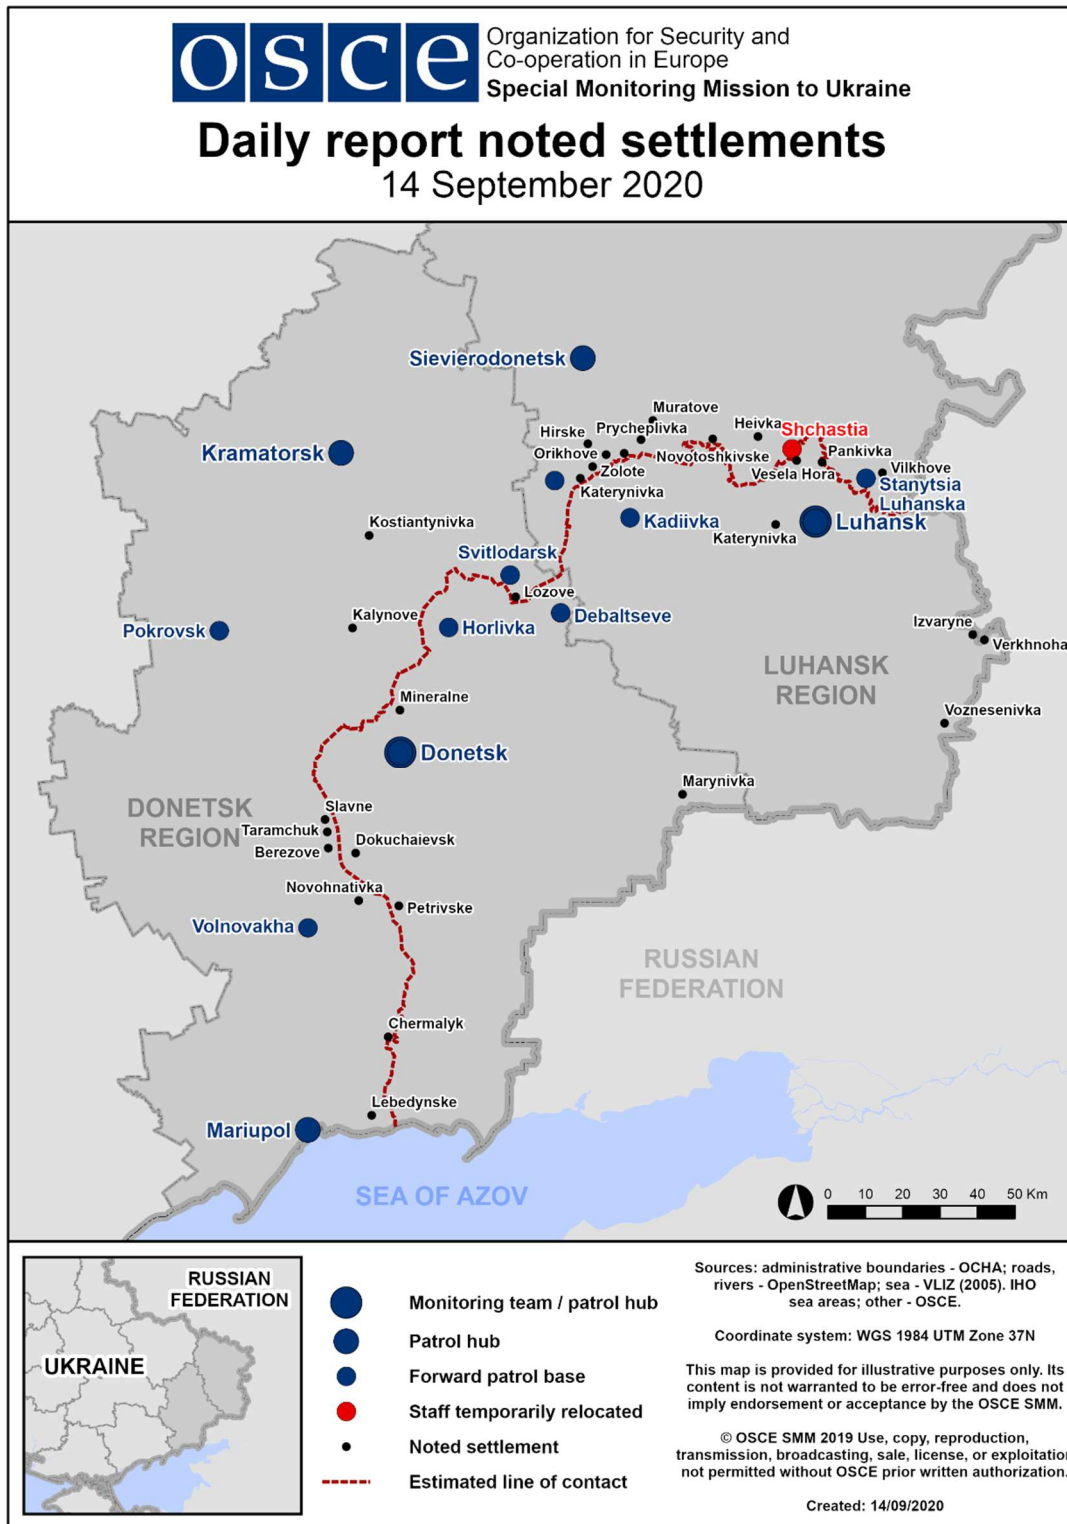 osce
Organization for Security and
Co-operation in Europe
Special Monitoring Mission to Ukraine
Daily report noted settlements
14 September 2020
Sievierodonetsk
Muratove
Heivka
Shchastia
Prycheplivka
Hirske
Kramatorsk
Orikhove
Novotoshkivske
Pankivka
Zolote
Vesela Hora
Vilkhove
Katerynivka
Stanytsia
Luhanska
Kostiantynivka
Kadiivka
Luhansk
Katerynivka
Svitlodarsk
Lozove
Kalynove
Debaltseve
Pokrovsk
Horlivka
Izvaryne
Verkhnoha
LUHANSK
REGION
Mineralne
Voznesenivka
Donetsk
Marynivka
DONETSK
REGION
Slavne
Taramchuk
Dokuchaievsk
Berezove
Novohnativka
Petrivske
Volnovakha
RUSSIAN
FEDERATION
Chermalyk
Lebedynske
Mariupol
SEA OF AZOV
0 10 20 30 40 50 Km
RUSSIAN
FEDERATION
UKRAINE
Monitoring team / patrol hub
Patrol hub
Forward patrol base
Staff temporarily relocated
Noted settlement
Estimated line of contact
Sources: administrative boundaries - OCHA; roads,
rivers - OpenStreetMap; sea - VLIZ (2005). IHO
sea areas; other - OSCE.
Coordinate system: WGS 1984 UTM Zone 37N
This map is provided for illustrative purposes only. Its
content is not warranted to be error-free and does not
imply endorsement or acceptance by the OSCE SMM.
© OSCE SMM 2019 Use, copy, reproduction,
transmission, broadcasting, sale, license, or exploitation
not permitted without OSCE prior written authorization.
Created: 14/09/2020